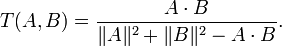 T(A, B) = \frac{A \cdot B}{\|A\|^2 + \|B\|^2 - A \cdot B}.